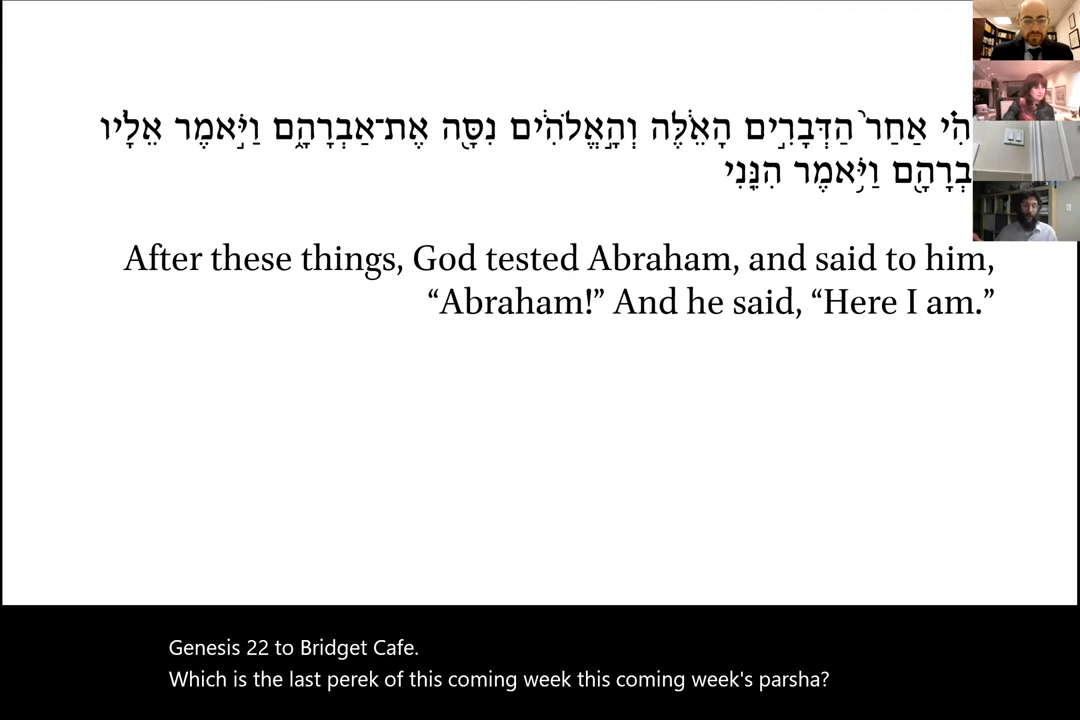 הִ֗י אַחַר֙ הַדְּבָרִ֣ים הָאֵ֔לֶּה וְהָ֣אֱלֹהִ֔ים נִסָּ֖ה אֶת־אַבְרָהָ֑ם וַיֹּ֣אמֶר אֵלָ֔יו
בְרָהָ֖ם וַיֹּ֥אמֶר הִנֵּֽנִי
After these things, God tested Abraham, and said to him,
“Abraham!” And he said, “Here I am.”
Genesis 22 to Bridget Cafe.
Which is the last perek of this coming week this coming week's parsha?